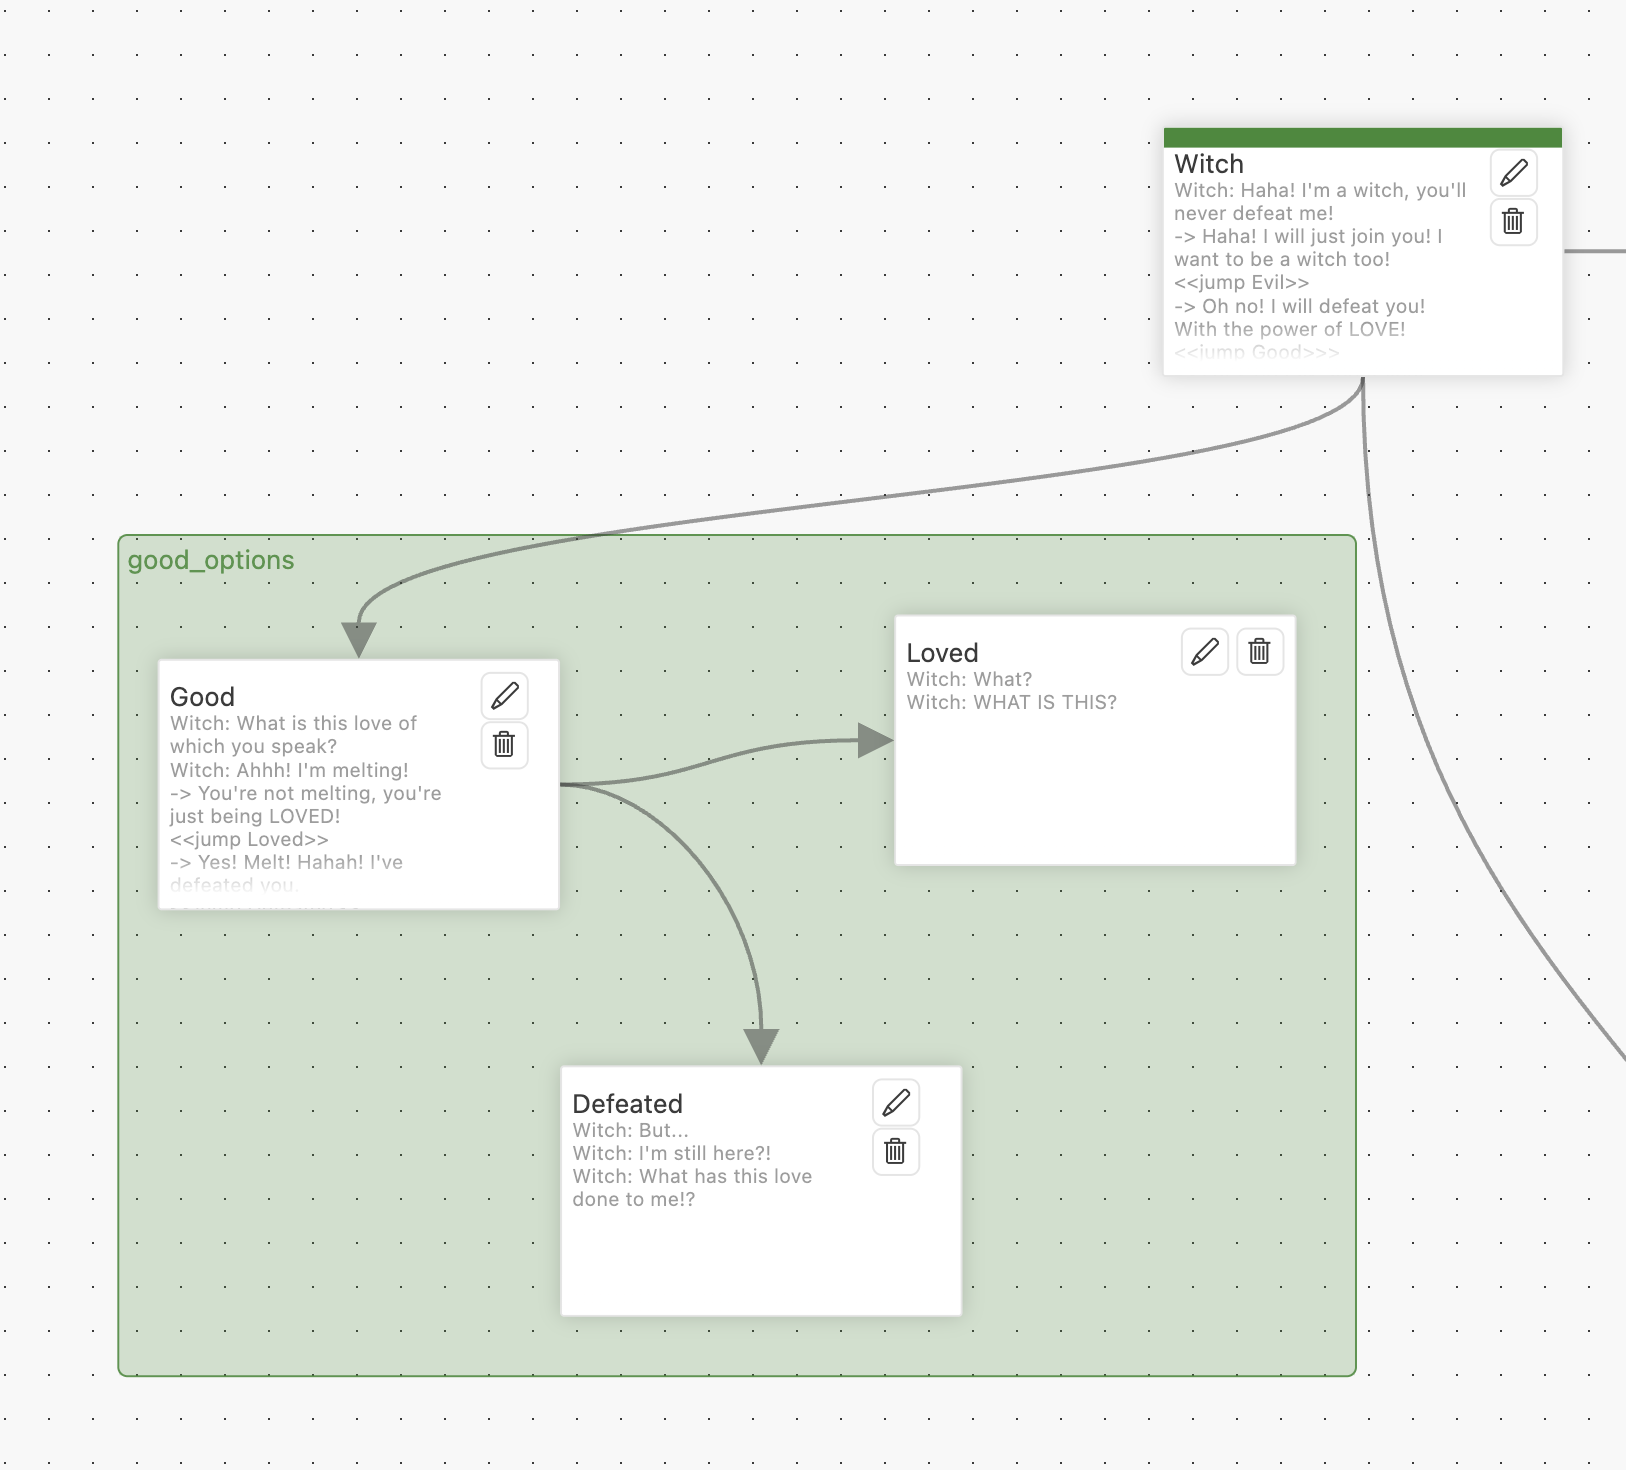 Witch
Witch: Haha! I'm a witch, you'll
never defeat me!
-> Haha! I will just join you! I
want to be a witch too!
<<jump Evil>>
-> Oh no! I will defeat you!
With the power of LOVE!
<<jump Good>>>
good_options
Good
Witch: What is this love of
which you speak?
Witch: Ahhh! I'm melting!
-> You're not melting, you're
just being LOVED!
<<jump Loved>>
-> Yes! Melt! Hahah! I've
defeated you.
Loved
Witch: What?
Witch: WHAT IS THIS?
Defeated
Witch: But...
Witch: I'm still here?!
Witch: What has this love
done to me!?